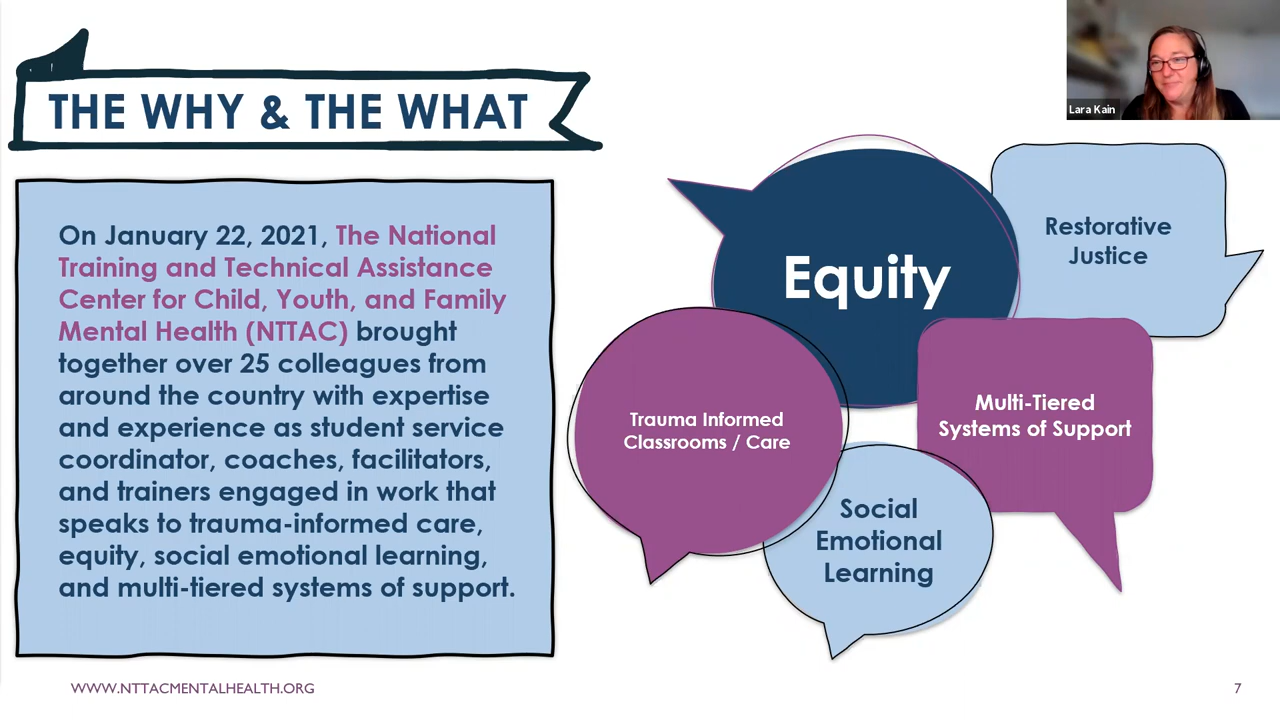 THE WHY & THE WHAT
Lara Kain
On January 22, 2021, The National
Training and Technical Assistance
Center for Child, Youth, and Family
Mental Health (NTTAC) brought
together over 25 colleagues from
around the country with expertise
and experience as student service
coordinator, coaches, facilitators,
and trainers engaged in work that
speaks to trauma-informed care,
equity, social emotional learning,
and multi-tiered systems of support.
Equity
Restorative
Justice
Trauma Informed
Classrooms / Care
Multi-Tiered
Systems of Support
Social
Emotional
Learning
WWW.NTTACMENTALHEALTH.ORG
7